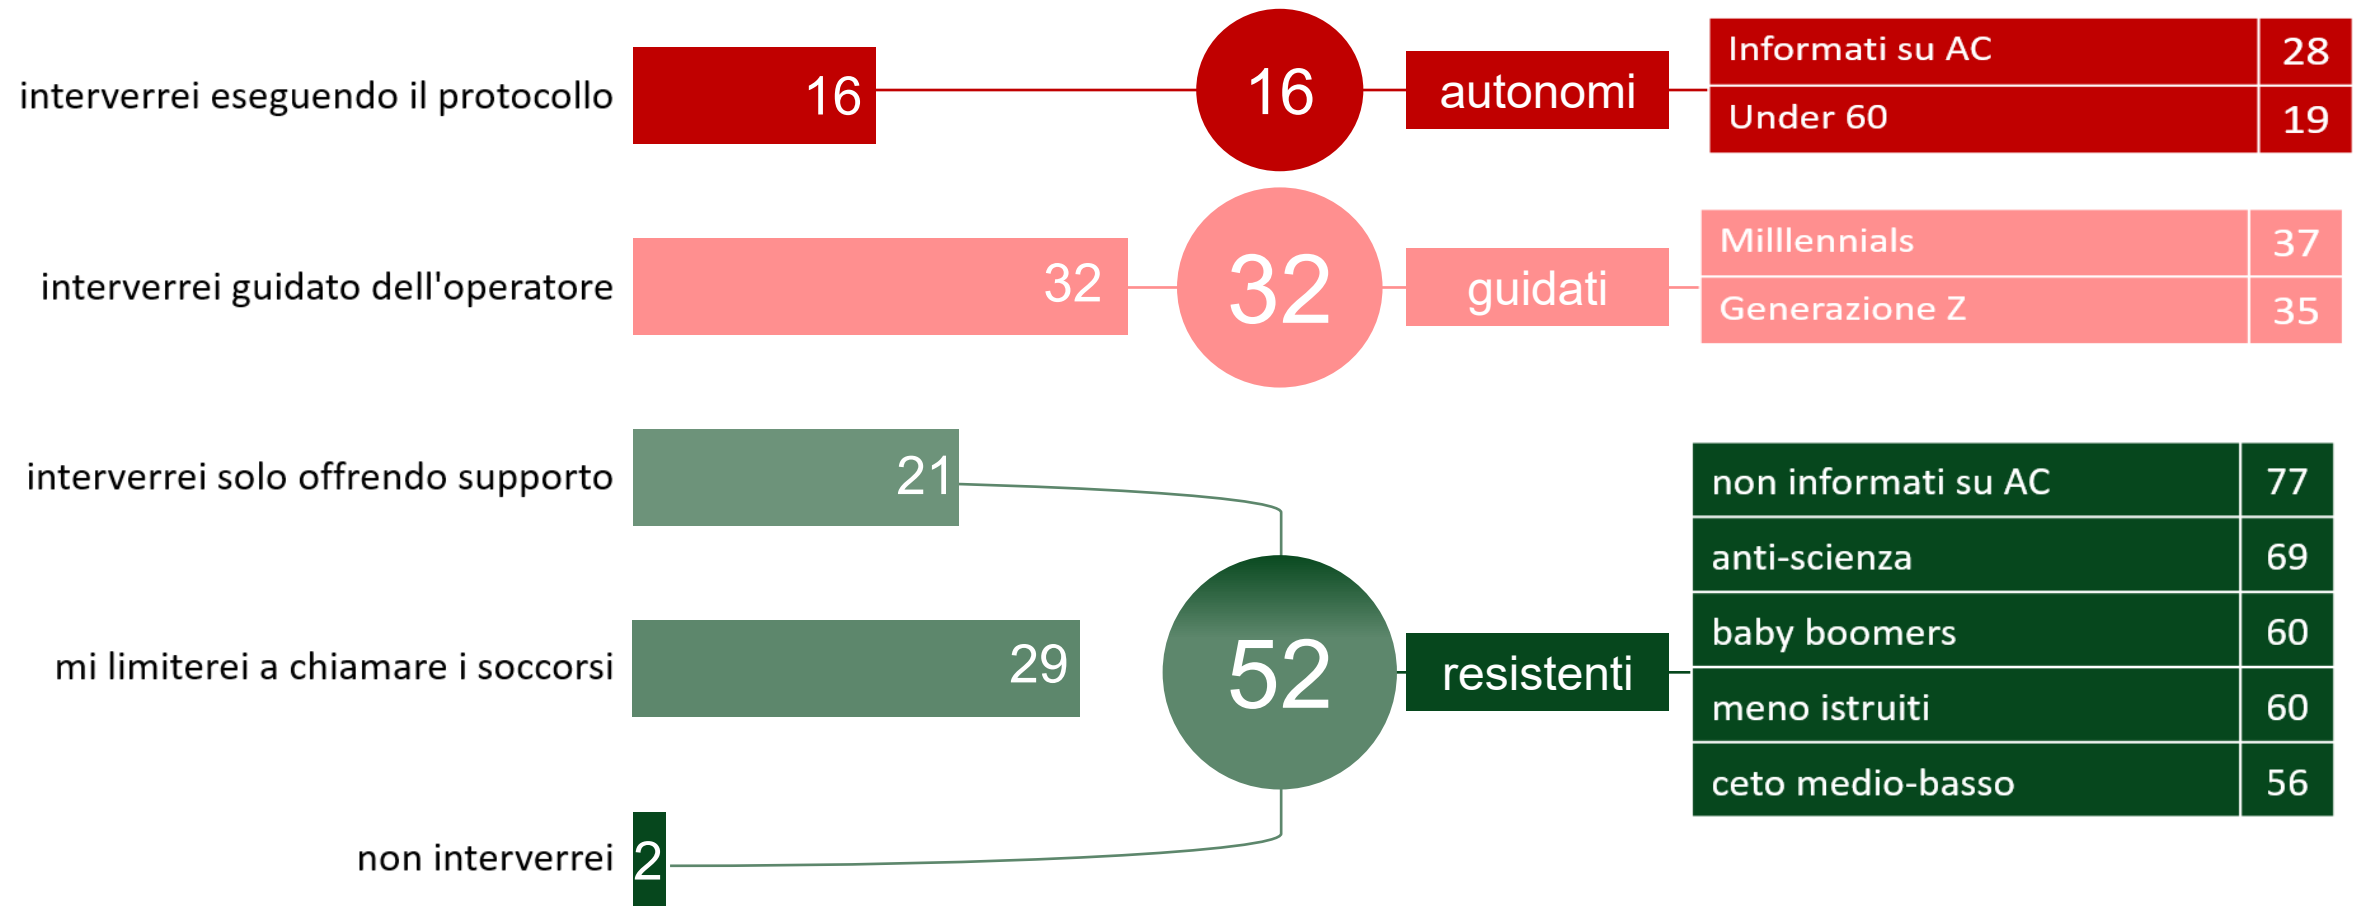 interverrei eseguendo il protocollo
16
16
autonomi
Informati su AC 28
Under 60 19
interverrei guidato dell'operatore
32
32
guidati
Milllennials 37
Generazione Z 35
interverrei solo offrendo supporto
21
mi limiterei a chiamare i soccorsi
29
non interverrei
2
52
resistenti
non informati su AC 77
anti-scienza 69
baby boomers 60
meno istruiti 60
ceto medio-basso 56